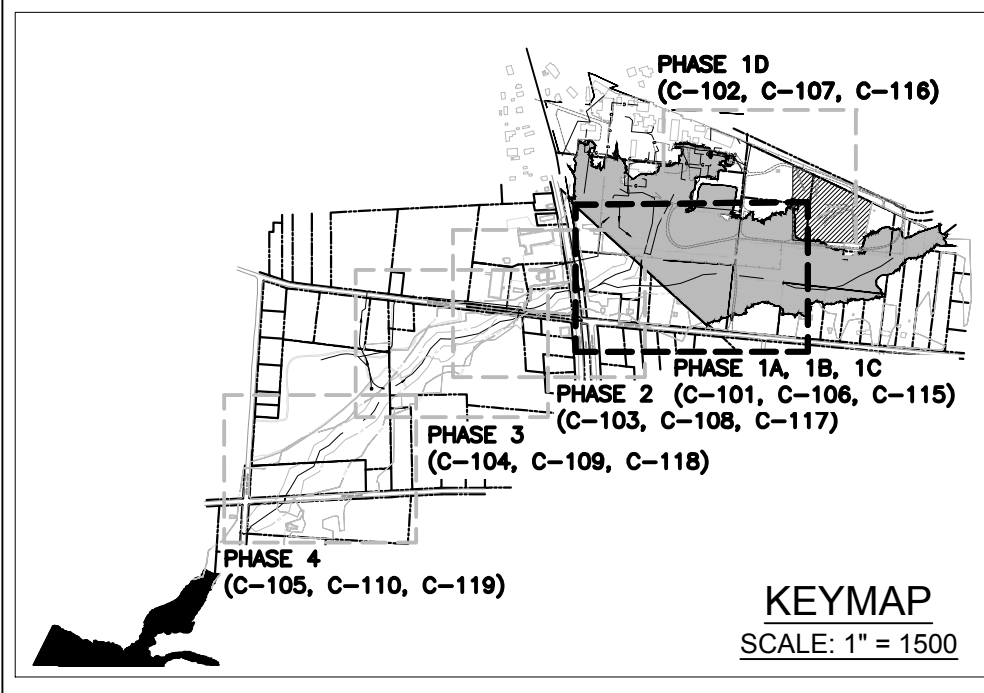 PHASE 1D
(C-102, C-107, C-116)
PHASE 1A, 1B, 1C
(C-101, C-106, C-115)
PHASE 2
(C-103, C-108, C-117)
PHASE 3
(C-104, C-109, C-118)
PHASE 4
(C-105, C-110, C-119)
KEYMAP
SCALE: 1" = 1500